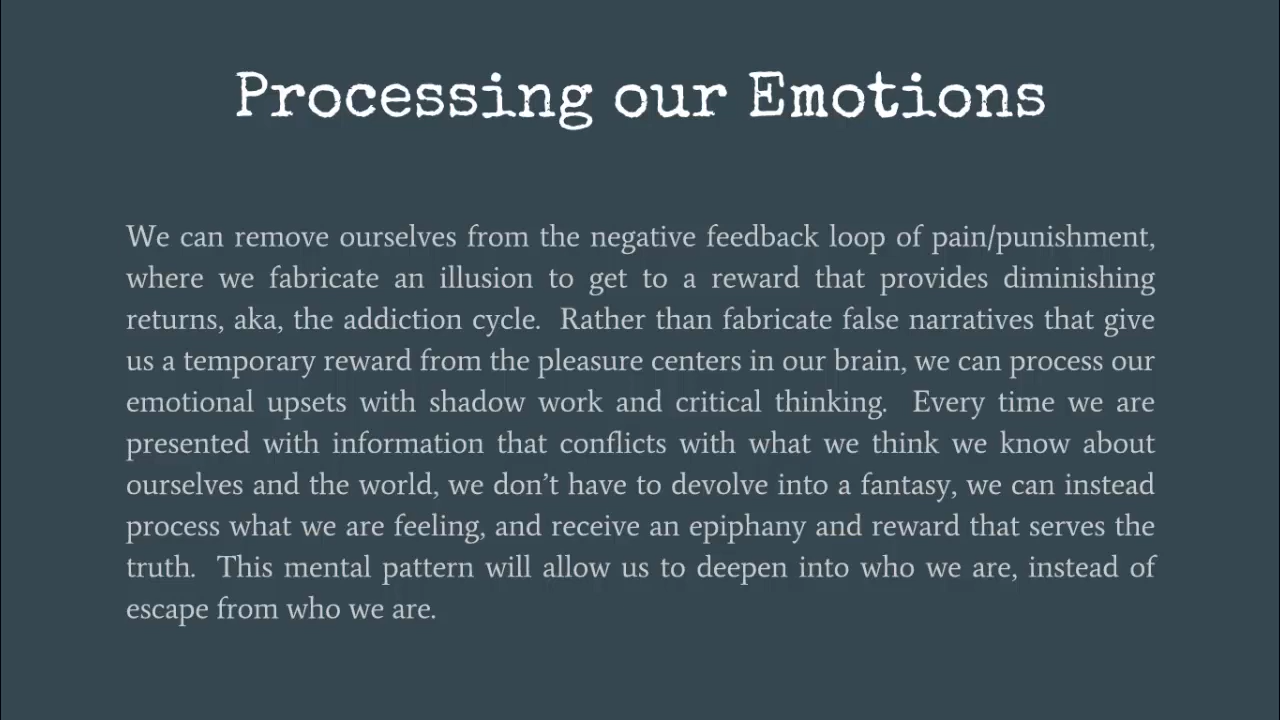 Processing our Emotions
We can remove ourselves from the negative feedback loop of pain/punishment,
where we fabricate an illusion to get to a reward that provides diminishing
returns, aka, the addiction cycle.  Rather than fabricate false narratives that give
us a temporary reward from the pleasure centers in our brain, we can process our
emotional upsets with shadow work and critical thinking.  Every time we are
presented with information that conflicts with what we think we know about
ourselves and the world, we don’t have to devolve into a fantasy, we can instead
process what we are feeling, and receive an epiphany and reward that serves the
truth.  This mental pattern will allow us to deepen into who we are, instead of
escape from who we are.